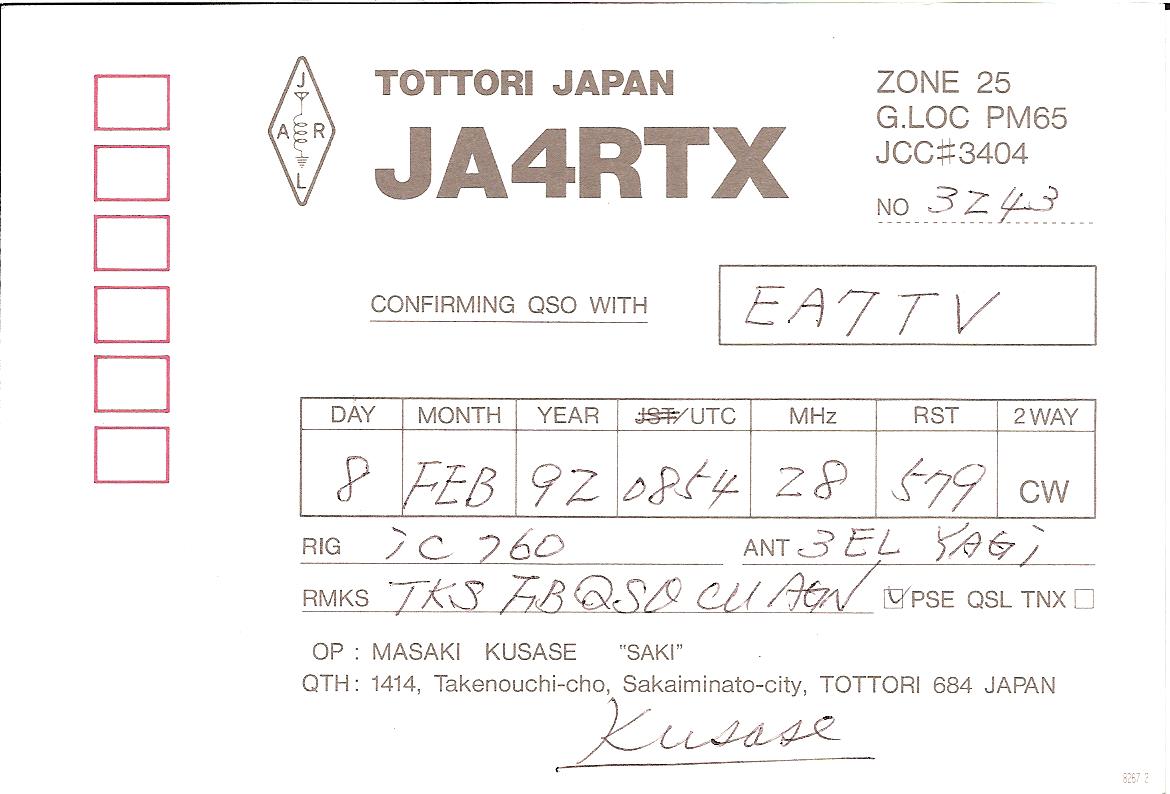 J
A R
L
TOTTORI JAPAN
JA4RTX
ZONE 25
G.LOC PM65
JCC#3404
NO 3243
CONFIRMING QSO WITH EA7TV
DAY MONTH YEAR JST/UTC MHz RST 2WAY
8 FEB 92 0854 28 579 CW
RIG iC 760 ANT 3EL YAGi
RMKS TKS FB QSO CU AGN PSE QSL TNX
OP : MASAKI KUSASE "SAKI"
QTH: 1414, Takenouchi-cho, Sakaiminato-city, TOTTORI 684 JAPAN
Kusase
8267 2